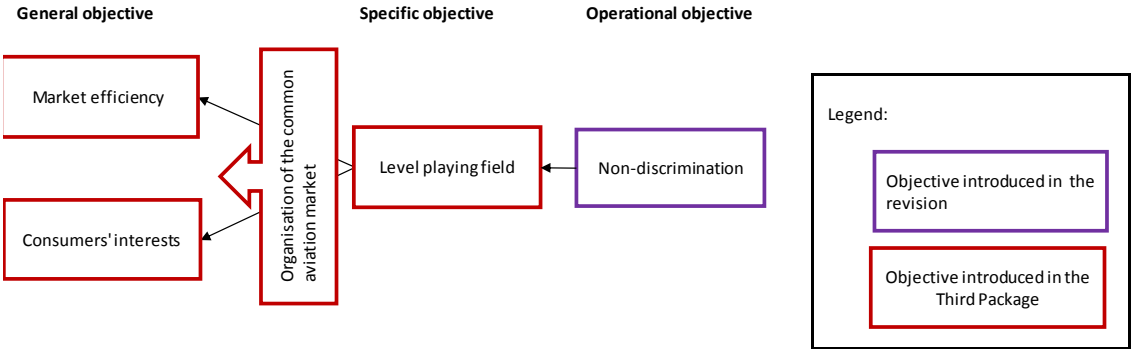 General objective
Specific objective
Operational objective
Market efficiency
Consumers' interests
Organisation of the common
aviation market
Level playing field
Non-discrimination
Legend:
Objective introduced in the
revision
Objective introduced in the
Third Package